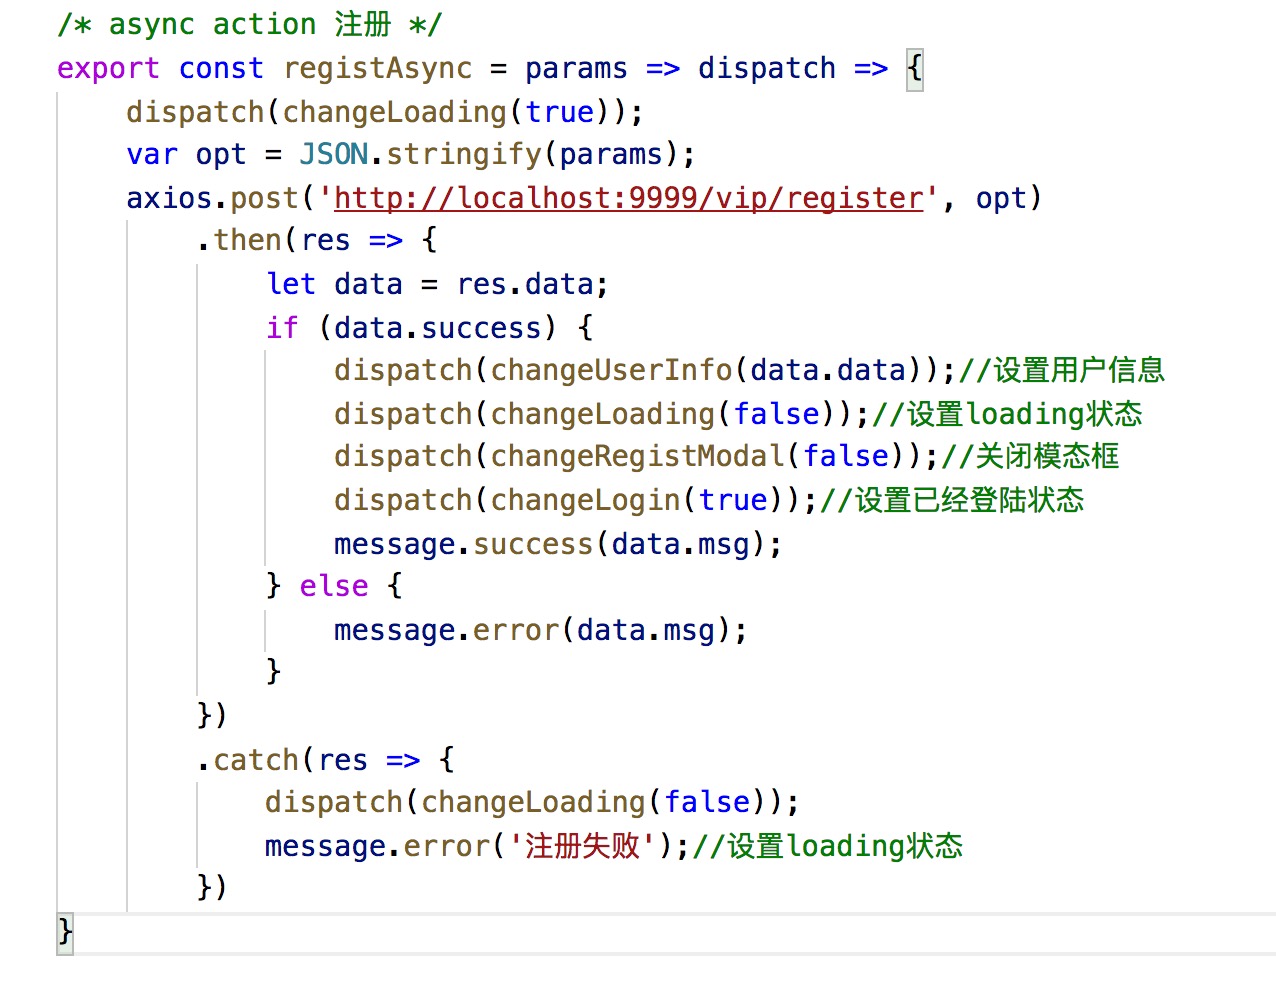 /* async action 注册 */
export const registAsync = params => dispatch => {
    dispatch(changeLoading(true));
    var opt = JSON.stringify(params);
    axios.post('http://localhost:9999/vip/register', opt)
        .then(res => {
            let data = res.data;
            if (data.success) {
                dispatch(changeUserInfo(data.data));//设置用户信息
                dispatch(changeLoading(false));//设置loading状态
                dispatch(changeRegistModal(false));//关闭模态框
                dispatch(changeLogin(true));//设置已经登陆状态
                message.success(data.msg);
            } else {
                message.error(data.msg);
            }
        })
        .catch(res => {
            dispatch(changeLoading(false));
            message.error('注册失败');//设置loading状态
        })
}